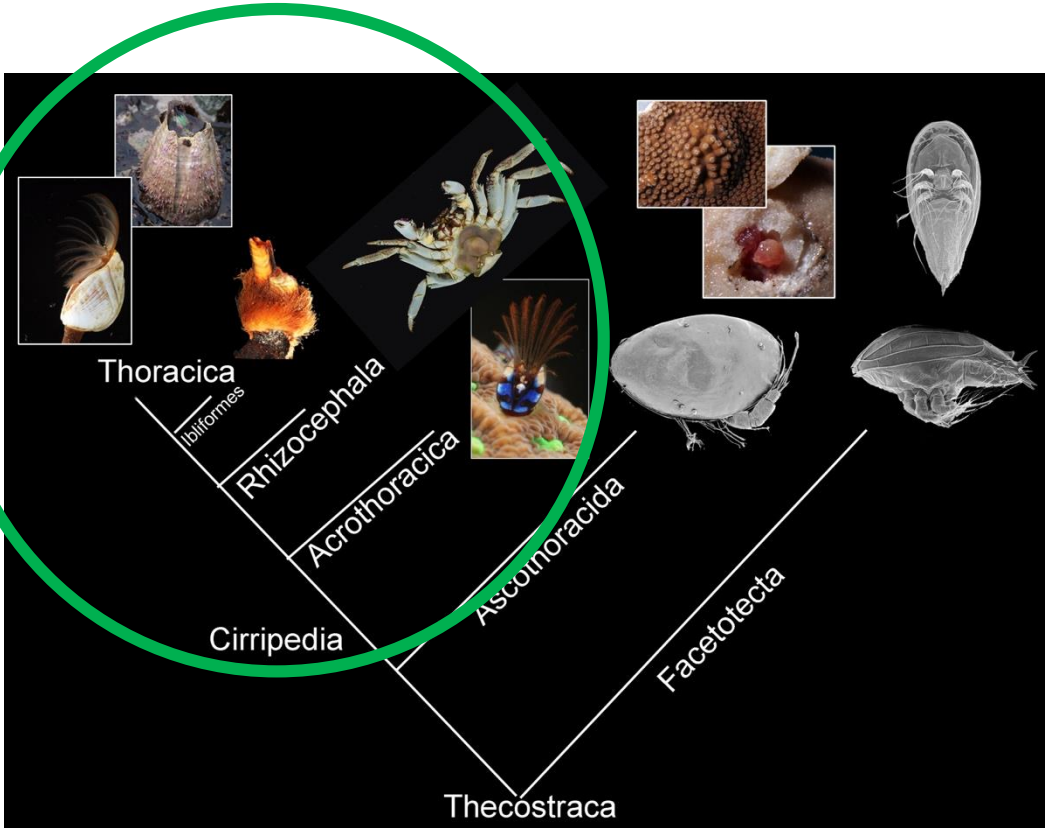 Thoracica
Ibliformes
Rhizocephala
Acrothoracica
Ascothoracida
Cirripedia
Facetotecta
Thecostraca